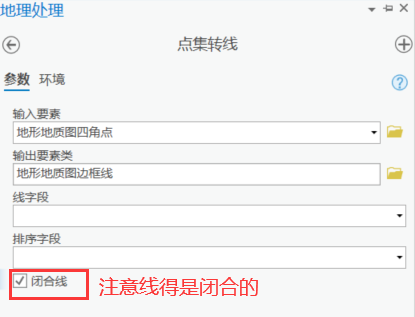 地理处理
点集转线
参数 环境
输入要素
地形地质图四角点
输出要素类
地形地质图边框线
线字段
排序字段
闭合线 注意线得是闭合的